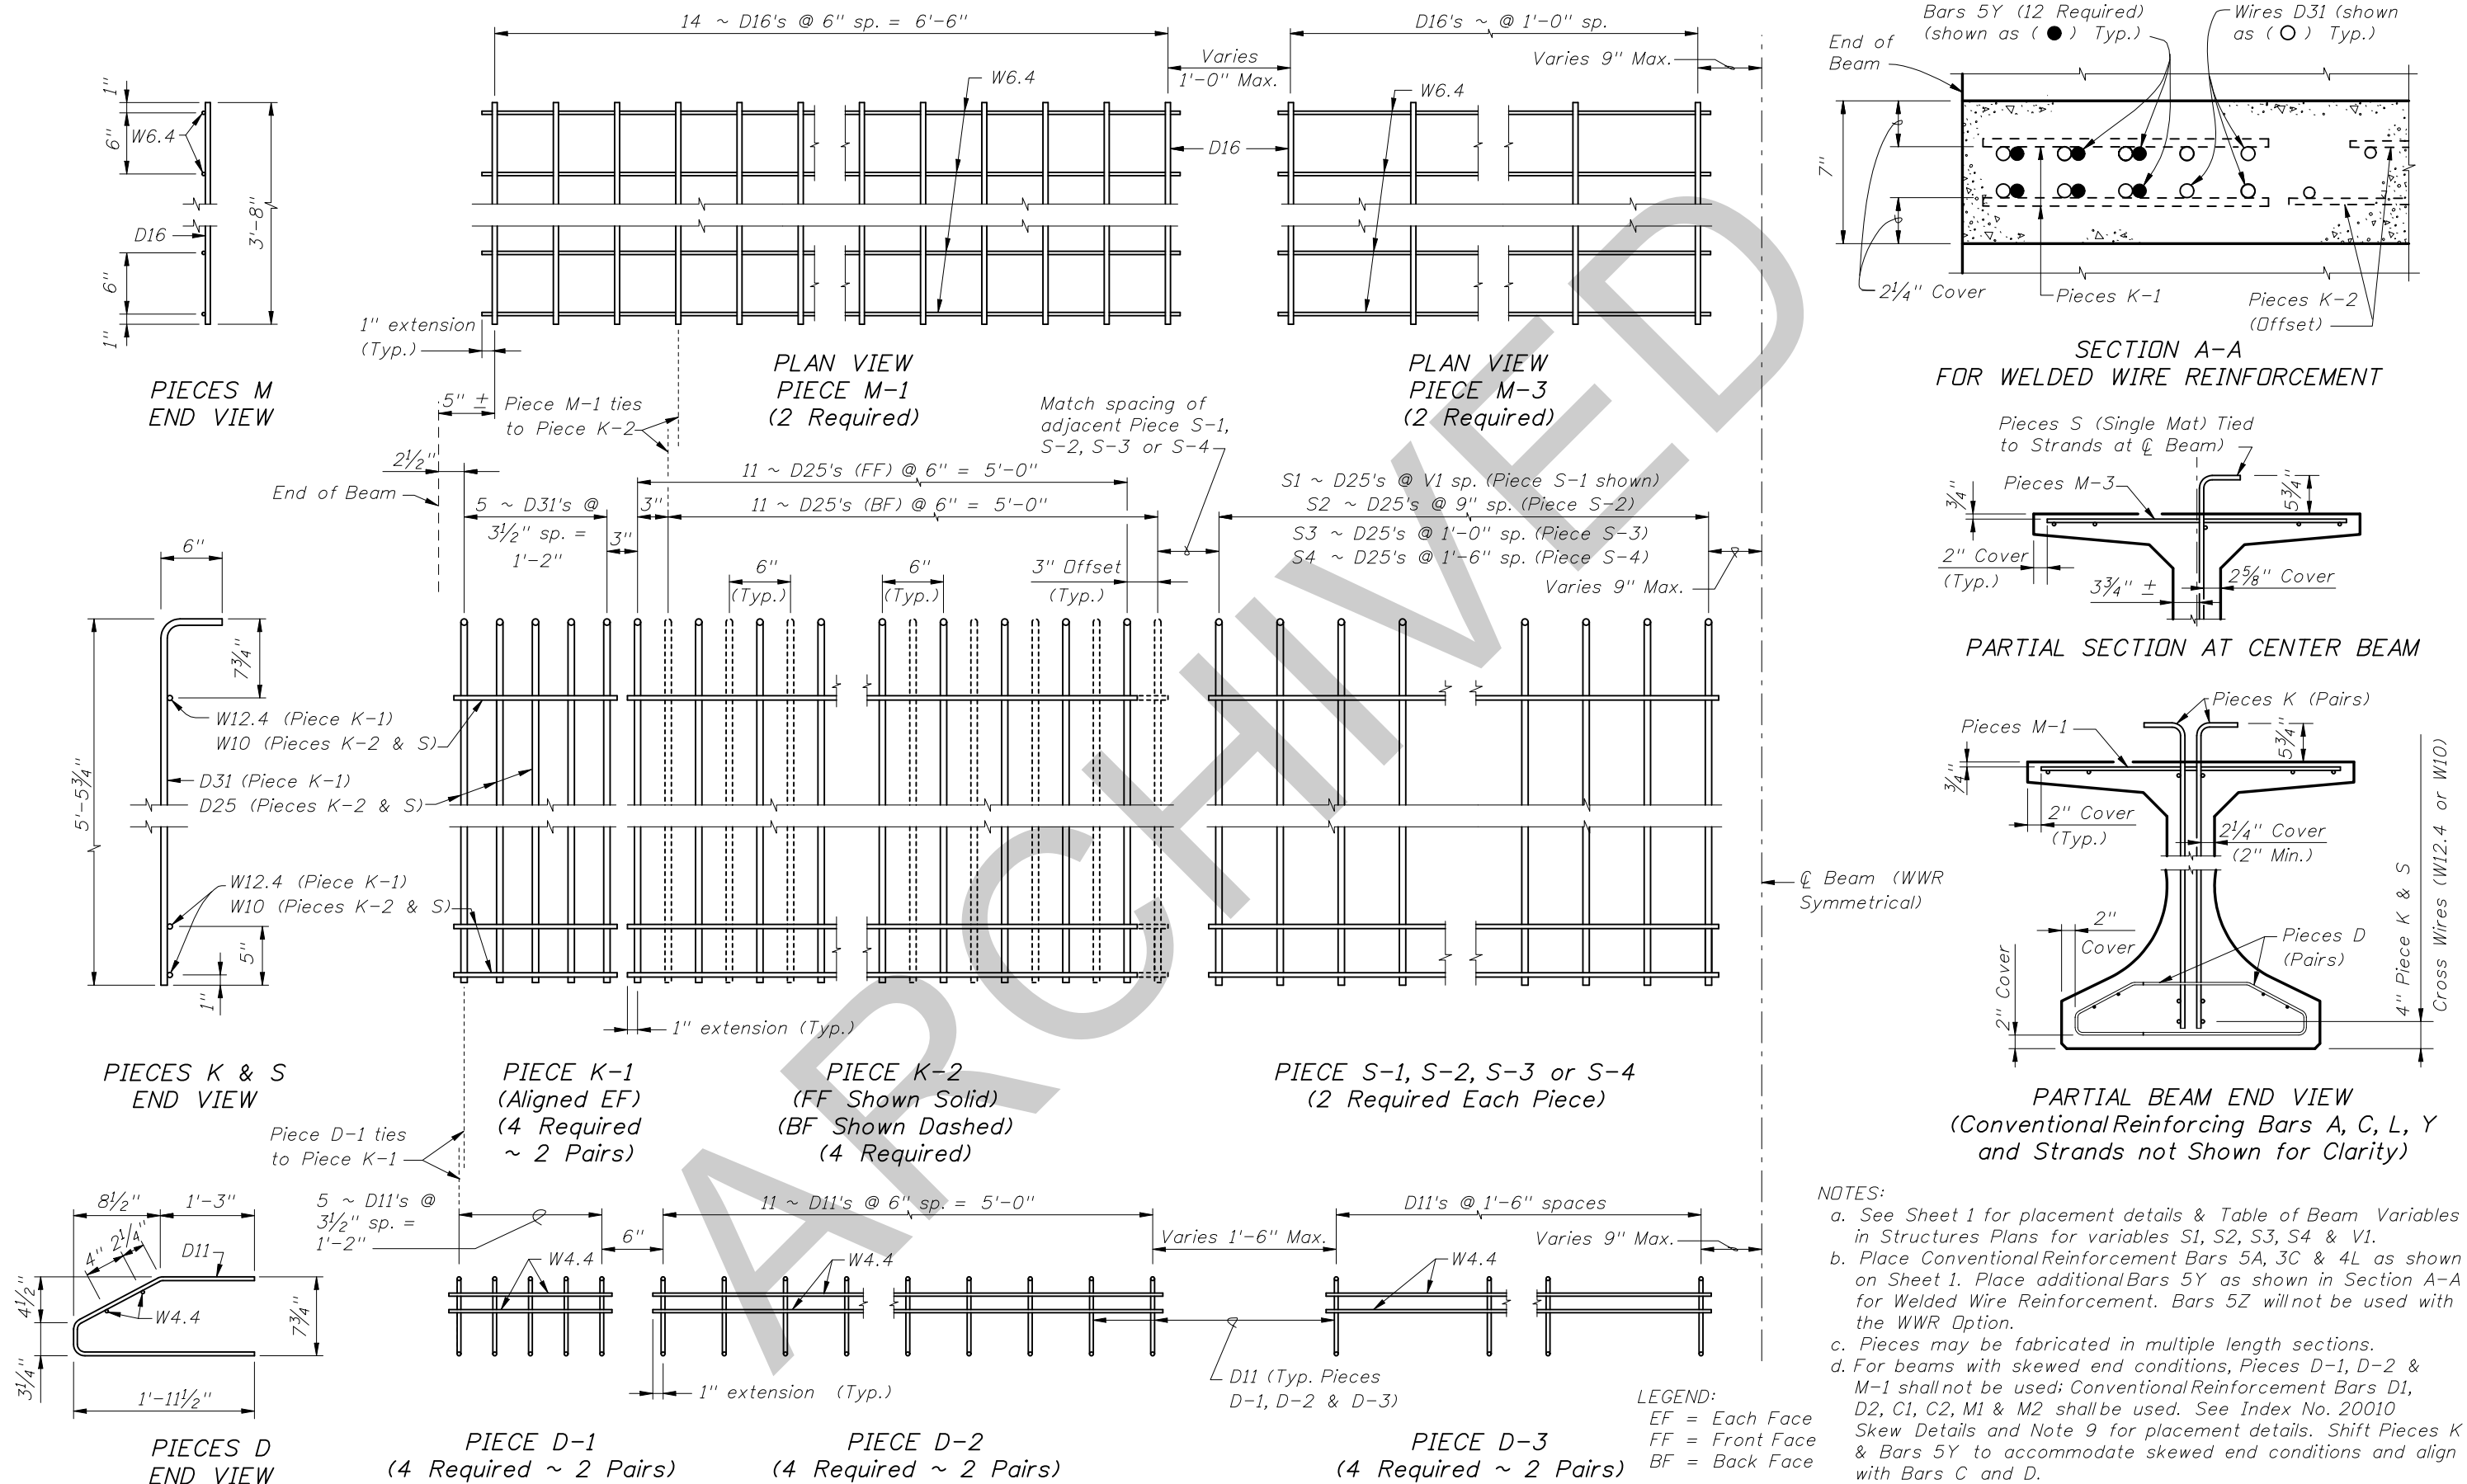 14 ~ D16's @ 6" sp. = 6'-6"
D16's ~ @ 1'-0" sp.
Varies
1'-0" Max.
Varies 9" Max.
W6.4
W6.4
D16
1"
6"
W6.4
D16
6"
1"
3'-8"
1" extension
(Typ.)
PIECES M
END VIEW
PLAN VIEW
PIECE M-1
(2 Required)
PLAN VIEW
PIECE M-3
(2 Required)
Bars 5Y (12 Required)
(shown as ( ● ) Typ.)
Wires D31 (shown
as ( ○ ) Typ.)
End of
Beam
7"
2¼" Cover
Pieces K-1
Pieces K-2
(Offset)
SECTION A-A
FOR WELDED WIRE REINFORCEMENT
5" ±
Piece M-1 ties
to Piece K-2
Match spacing of
adjacent Piece S-1,
S-2, S-3 or S-4
2½"
End of Beam
11 ~ D25's (FF) @ 6" = 5'-0"
5 ~ D31's @
3½" sp. =
1'-2"
3"
3"
11 ~ D25's (BF) @ 6" = 5'-0"
6"
(Typ.)
6"
(Typ.)
3" Offset
(Typ.)
S1 ~ D25's @ V1 sp. (Piece S-1 shown)
S2 ~ D25's @ 9" sp. (Piece S-2)
S3 ~ D25's @ 1'-0" sp. (Piece S-3)
S4 ~ D25's @ 1'-6" sp. (Piece S-4)
Varies 9" Max.
6"
7¾"
5'-5¾"
W12.4 (Piece K-1)
W10 (Pieces K-2 & S)
D31 (Piece K-1)
D25 (Pieces K-2 & S)
W12.4 (Piece K-1)
W10 (Pieces K-2 & S)
5"
1"
1" extension (Typ.)
PIECES K & S
END VIEW
PIECE K-1
(Aligned EF)
(4 Required
~ 2 Pairs)
PIECE K-2
(FF Shown Solid)
(BF Shown Dashed)
(4 Required)
PIECE S-1, S-2, S-3 or S-4
(2 Required Each Piece)
℄ Beam (WWR
Symmetrical)
Pieces S (Single Mat) Tied
to Strands at ℄ Beam)
Pieces M-3
¾"
5¾"
2" Cover
(Typ.)
3¾" ±
2⅝" Cover
PARTIAL SECTION AT CENTER BEAM
Pieces K (Pairs)
Pieces M-1
¾"
5¾"
2" Cover
(Typ.)
2¼" Cover
(2" Min.)
2"
Cover
2" Cover
Pieces D
(Pairs)
4" Piece K & S
Cross Wires (W12.4 or W10)
PARTIAL BEAM END VIEW
(Conventional Reinforcing Bars A, C, L, Y
and Strands not Shown for Clarity)
Piece D-1 ties
to Piece K-1
8½"
1'-3"
4"
2¼"
D11
4½"
W4.4
7¾"
3¼"
1'-11½"
PIECES D
END VIEW
5 ~ D11's @
3½" sp. =
1'-2"
6"
11 ~ D11's @ 6" sp. = 5'-0"
Varies 1'-6" Max.
D11's @ 1'-6" spaces
Varies 9" Max.
W4.4
W4.4
W4.4
1" extension (Typ.)
D11 (Typ. Pieces
D-1, D-2 & D-3)
PIECE D-1
(4 Required ~ 2 Pairs)
PIECE D-2
(4 Required ~ 2 Pairs)
PIECE D-3
(4 Required ~ 2 Pairs)
LEGEND:
EF = Each Face
FF = Front Face
BF = Back Face
NOTES:
a. See Sheet 1 for placement details & Table of Beam Variables
in Structures Plans for variables S1, S2, S3, S4 & V1.
b. Place Conventional Reinforcement Bars 5A, 3C & 4L as shown
on Sheet 1. Place additional Bars 5Y as shown in Section A-A
for Welded Wire Reinforcement. Bars 5Z will not be used with
the WWR Option.
c. Pieces may be fabricated in multiple length sections.
d. For beams with skewed end conditions, Pieces D-1, D-2 &
M-1 shall not be used; Conventional Reinforcement Bars D1,
D2, C1, C2, M1 & M2 shall be used. See Index No. 20010
Skew Details and Note 9 for placement details. Shift Pieces K
& Bars 5Y to accommodate skewed end conditions and align
with Bars C and D.
ARCHIVED